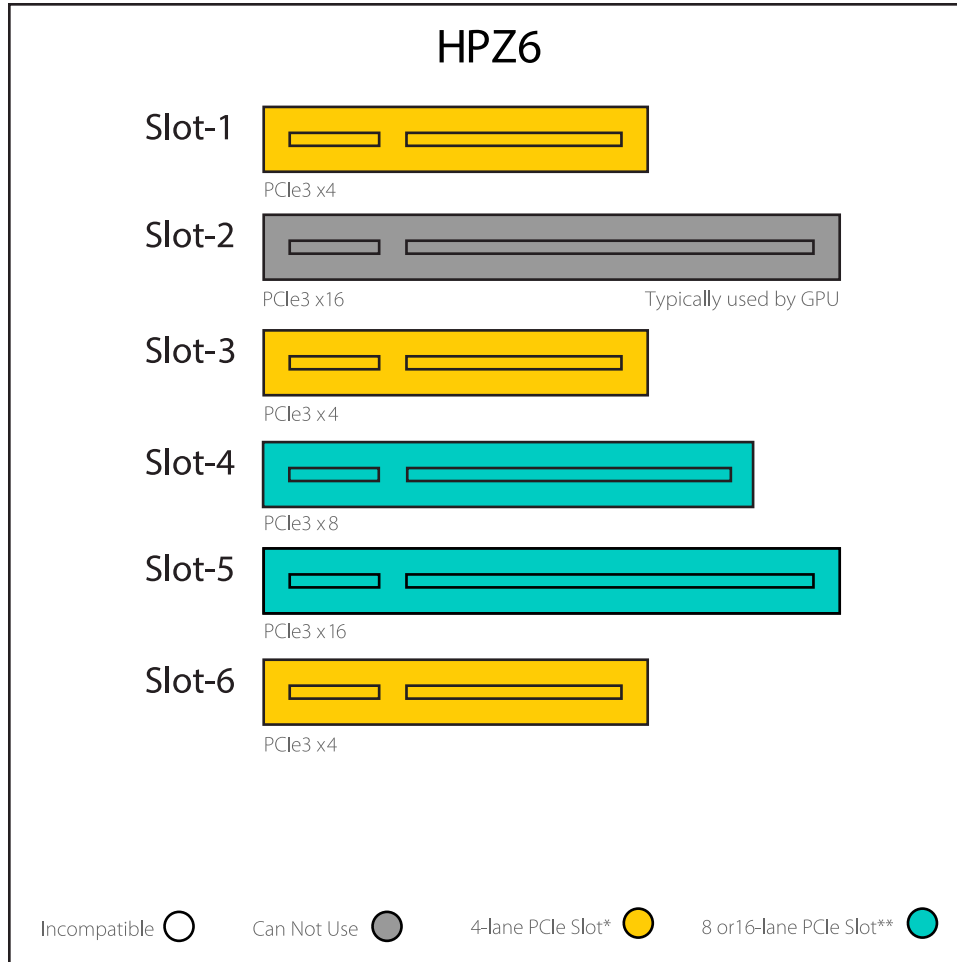 HPZ6
Slot-1
PCIe3 x4
Slot-2
PCIe3 x16 Typically used by GPU
Slot-3
PCIe3 x4
Slot-4
PCIe3 x8
Slot-5
PCIe3 x16
Slot-6
PCIe3 x4
Incompatible Can Not Use 4-lane PCIe Slot* 8 or16-lane PCIe Slot**